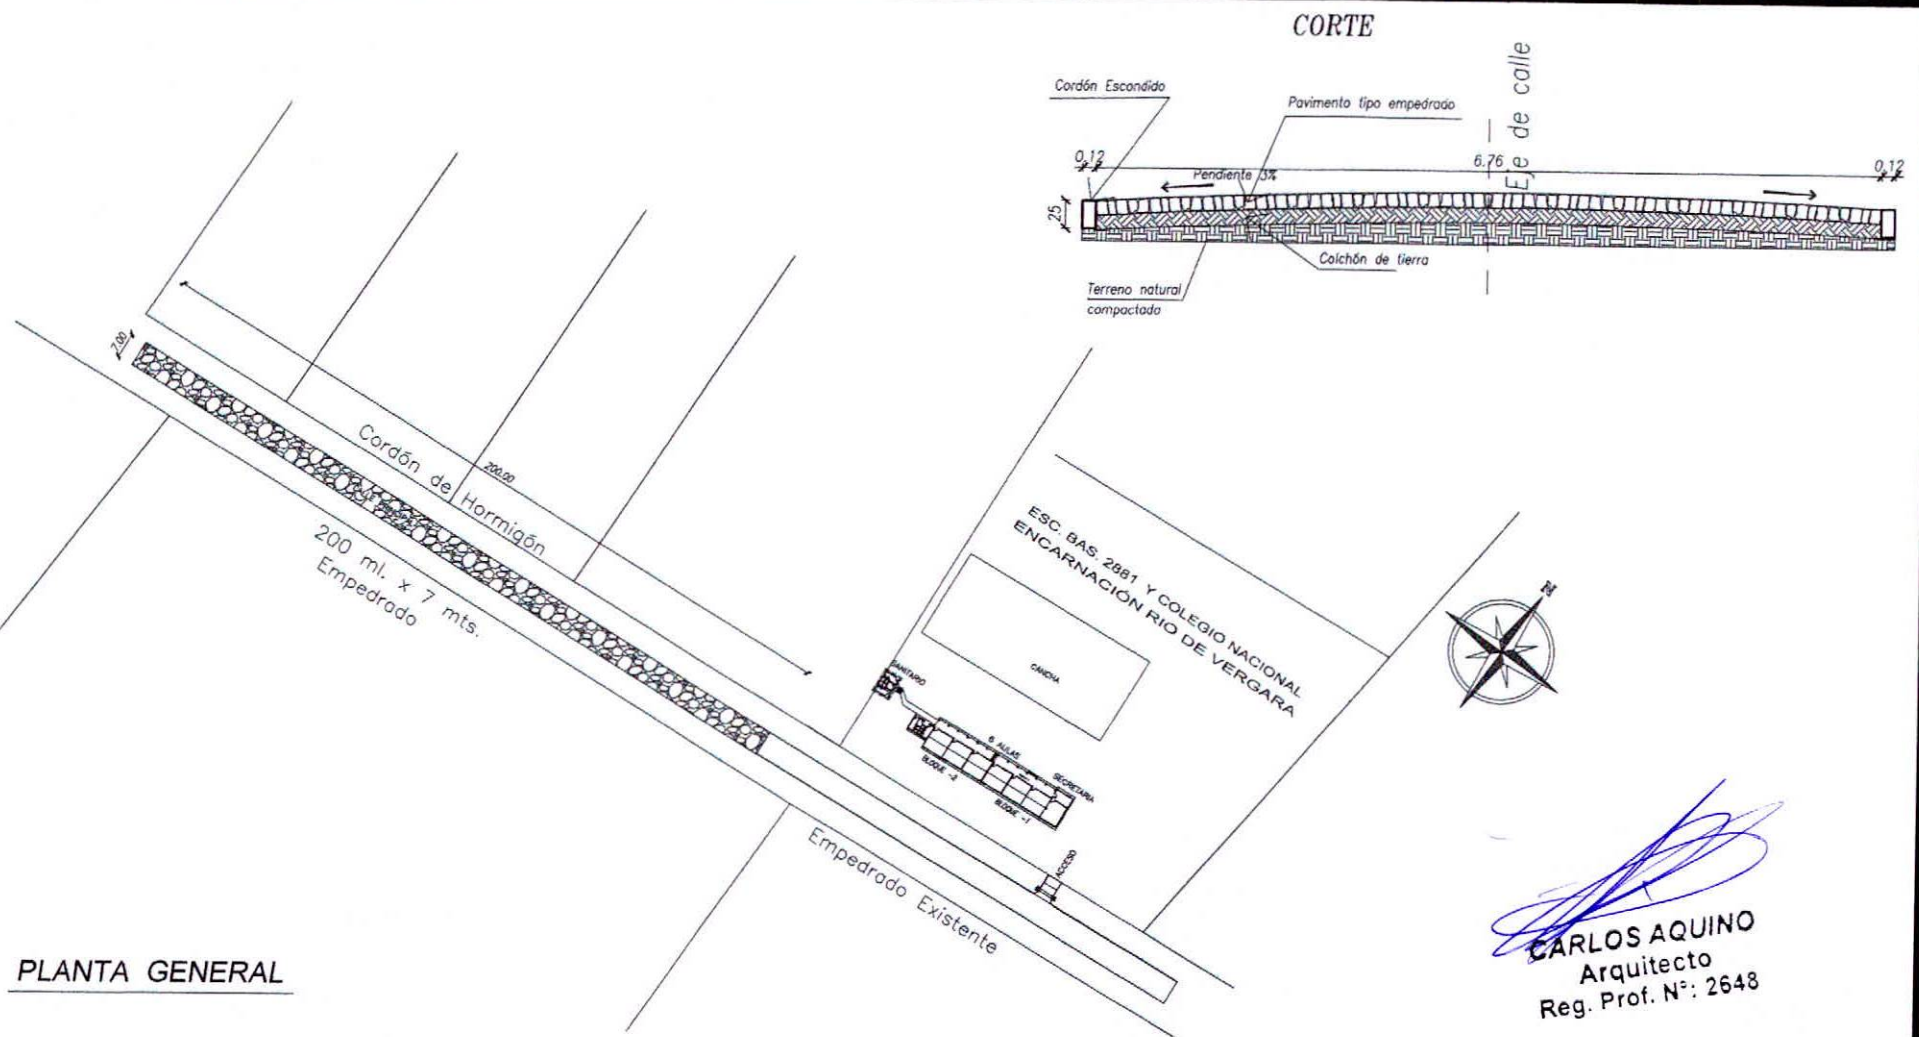 CORTE
Cordón Escondido
Pavimento tipo empedrado
Eje de calle
0,12
6.76
0,12
Pendiente 3%
25
Colchón de tierra
Terreno natural
compactado
7.00
200.00
Cordón de Hormigón
200 ml. x 7 mts.
Empedrado
ESC. BAS. 2881 Y COLEGIO NACIONAL
ENCARNACIÓN RIO DE VERGARA
CANCHA
SANITARIO
6 AULAS
SECRETARIA
BLOQUE -2
BLOQUE -1
ACCESO
Empedrado Existente
N
PLANTA GENERAL
CARLOS AQUINO
Arquitecto
Reg. Prof. Nº: 2648